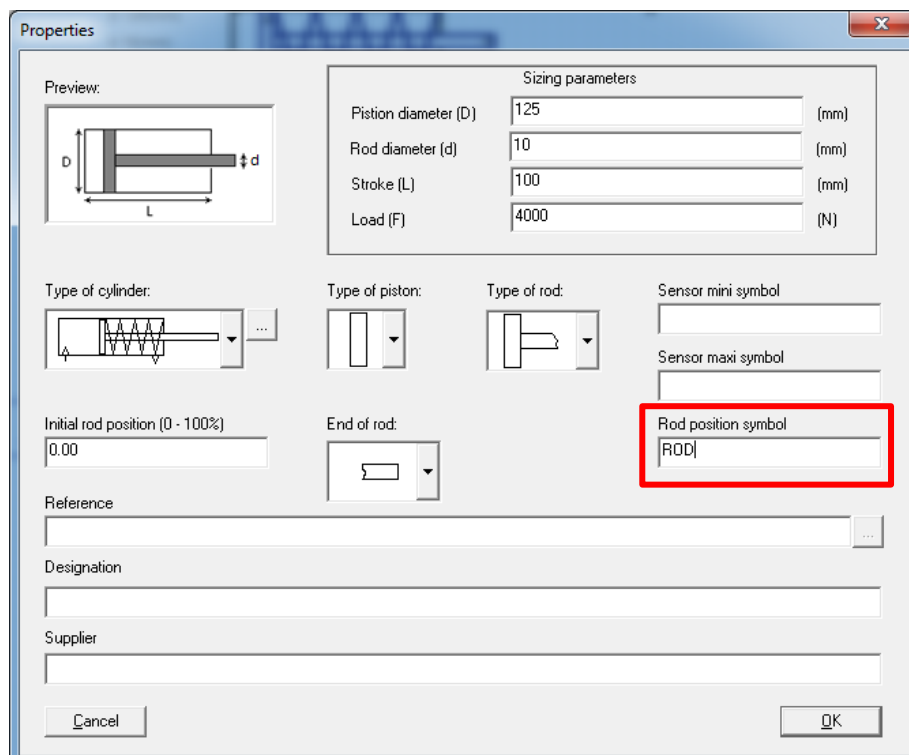 Properties
Preview:
D
d
L
Sizing parameters
Pistion diameter (D) 125 (mm)
Rod diameter (d) 10 (mm)
Stroke (L) 100 (mm)
Load (F) 4000 (N)
Type of cylinder:
...
Type of piston:
Type of rod:
Sensor mini symbol
Sensor maxi symbol
Initial rod position (0 - 100%)
0.00
End of rod:
Rod position symbol
ROD
Reference
...
Designation
Supplier
Cancel
OK